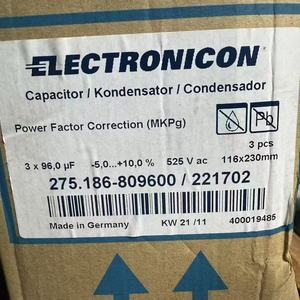 ELECTRONICON
Capacitor / Kondensator / Condensador
Power Factor Correction (MKPg)
Pb
3 pcs
3 x 96,0 µF -5,0...+10,0 % 525 V ac 116x230mm
275.186-809600 / 221702
Made in Germany KW 21 /11 400019485